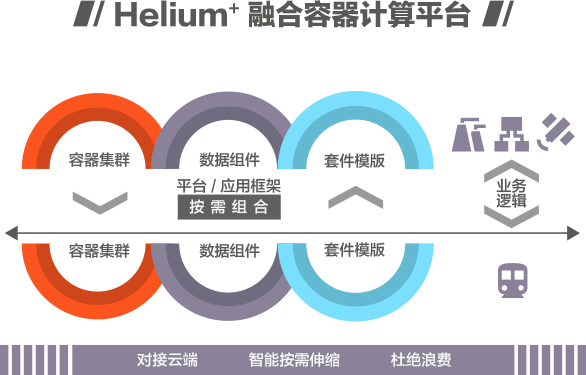 Helium⁺ 融合容器计算平台
容器集群 数据组件 套件模版
平台 / 应用框架
按需组合
业务
逻辑
容器集群 数据组件 套件模版
对接云端 智能按需伸缩 杜绝浪费